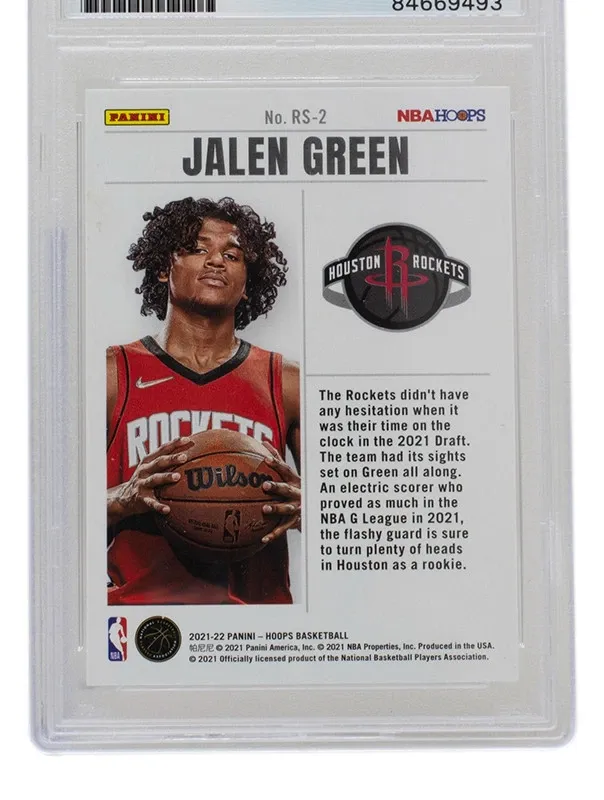 84669493
PANINI
No. RS-2
NBA HOOPS
JALEN GREEN
HOUSTON R ROCKETS
The Rockets didn't have
any hesitation when it
was their time on the
clock in the 2021 Draft.
The team had its sights
set on Green all along.
An electric scorer who
proved as much in the
NBA G League in 2021,
the flashy guard is sure
to turn plenty of heads
in Houston as a rookie.
ROCKETS
Wilson
NBA
2021-22 PANINI – HOOPS BASKETBALL
帕尼尼 © 2021 Panini America, Inc. © 2021 NBA Properties, Inc. Produced in the USA.
© 2021 Officially licensed product of the National Basketball Players Association.